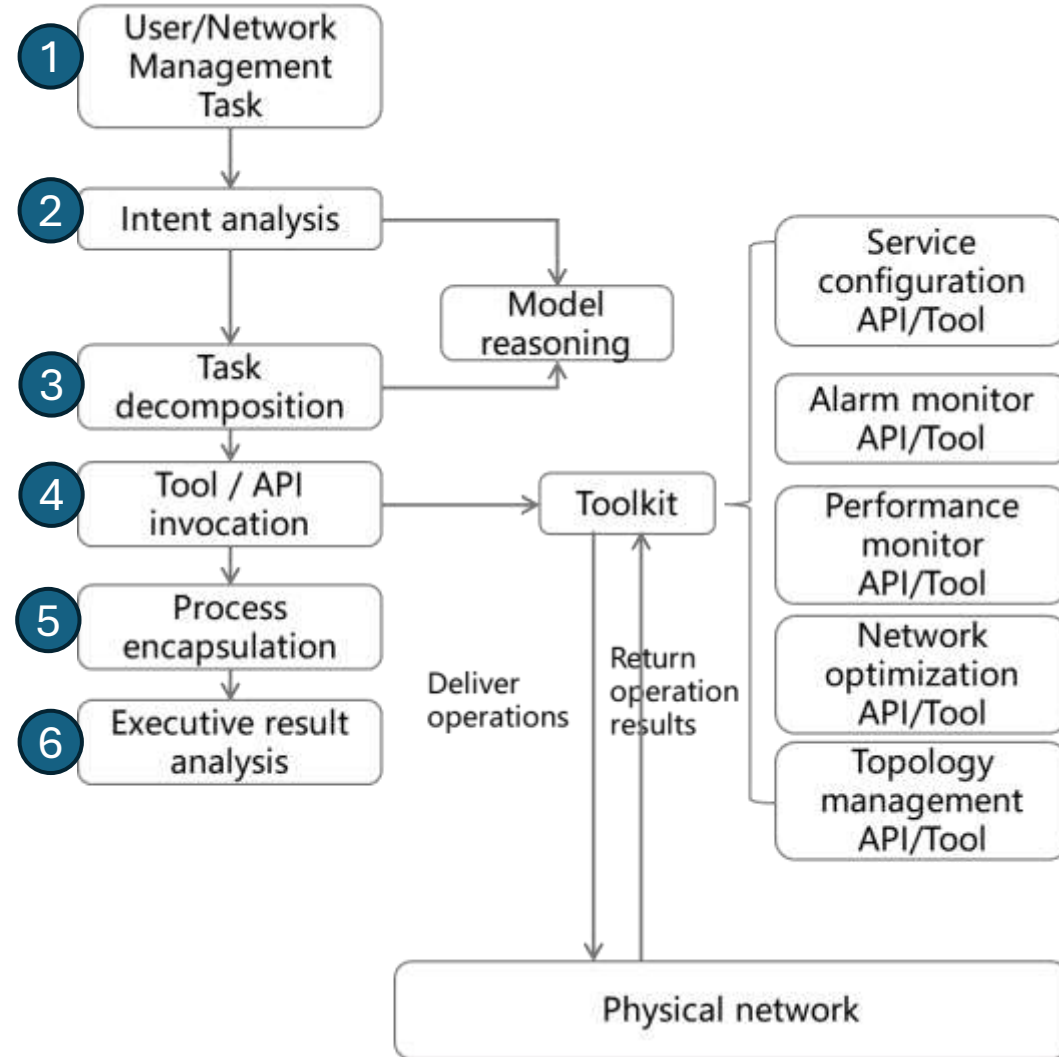 1
User/Network
Management
Task
2
Intent analysis
Model
reasoning
3
Task
decomposition
4
Tool / API
invocation
Toolkit
5
Process
encapsulation
6
Executive result
analysis
Deliver
operations
Return
operation
results
Service
configuration
API/Tool
Alarm monitor
API/Tool
Performance
monitor
API/Tool
Network
optimization
API/Tool
Topology
management
API/Tool
Physical network